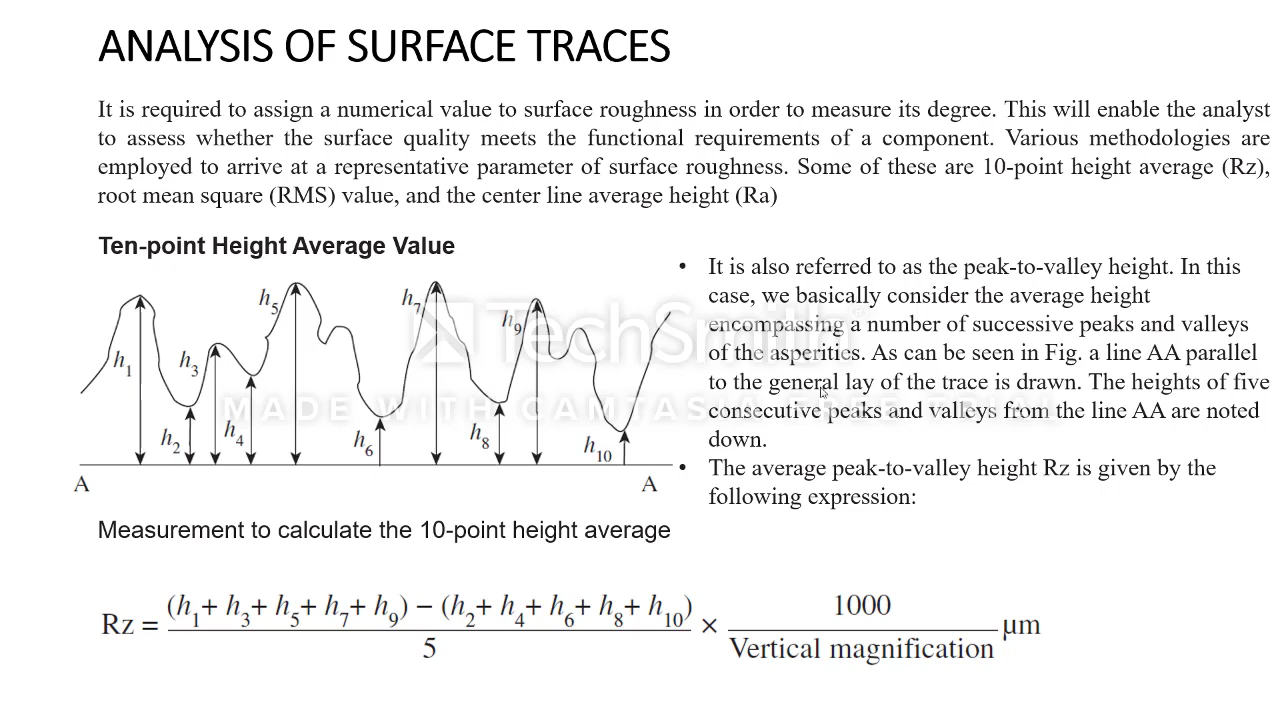 ANALYSIS OF SURFACE TRACES
It is required to assign a numerical value to surface roughness in order to measure its degree. This will enable the analyst
to assess whether the surface quality meets the functional requirements of a component. Various methodologies are
employed to arrive at a representative parameter of surface roughness. Some of these are 10-point height average (Rz),
root mean square (RMS) value, and the center line average height (Ra)
Ten-point Height Average Value
h1
h2
h3
h4
h5
h6
h7
h8
h9
h10
A
A
Measurement to calculate the 10-point height average
• It is also referred to as the peak-to-valley height. In this
case, we basically consider the average height
encompassing a number of successive peaks and valleys
of the asperities. As can be seen in Fig. a line AA parallel
to the general lay of the trace is drawn. The heights of five
consecutive peaks and valleys from the line AA are noted
down.
• The average peak-to-valley height Rz is given by the
following expression:
Rz = (h1+ h3+ h5+ h7+ h9) − (h2+ h4+ h6+ h8+ h10) / 5 × 1000 / Vertical magnification µm
TechSmith
MADE WITH CAMTASIA FREE TRIAL